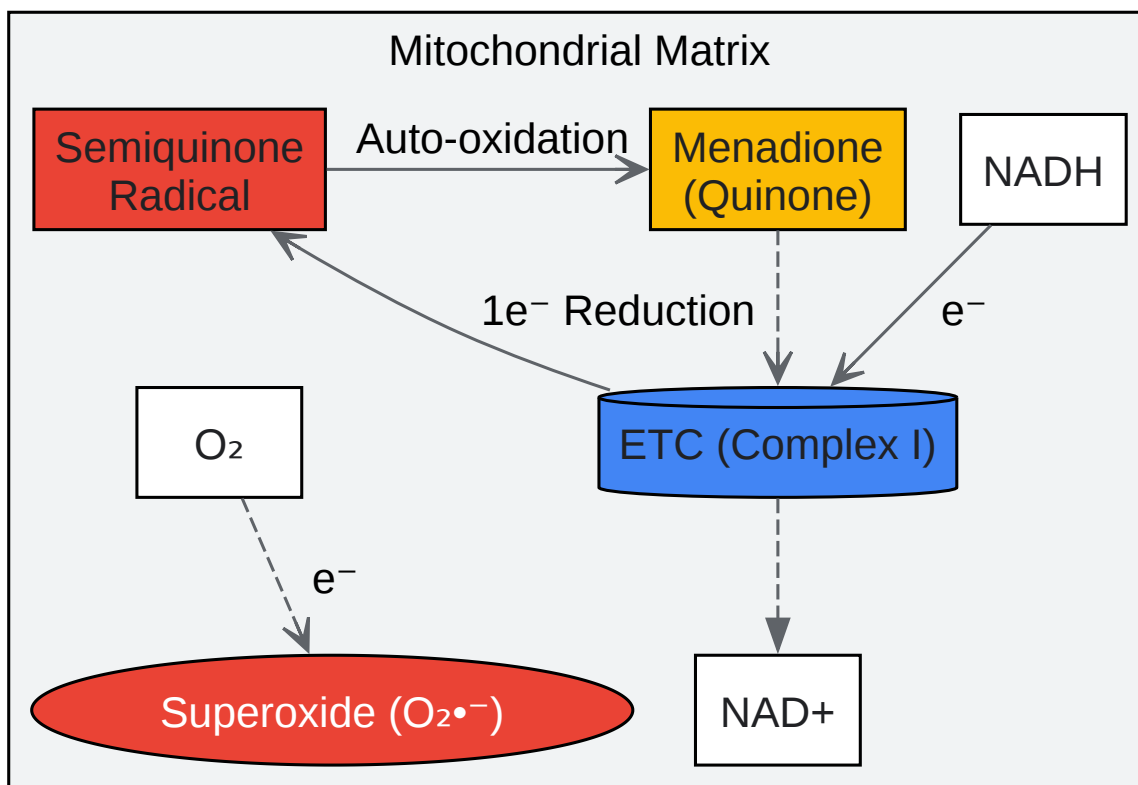 Mitochondrial Matrix
Semiquinone
Radical
Auto-oxidation
Menadione
(Quinone)
NADH
1e⁻ Reduction
e⁻
O₂
ETC (Complex I)
e⁻
Superoxide (O₂•⁻)
NAD+